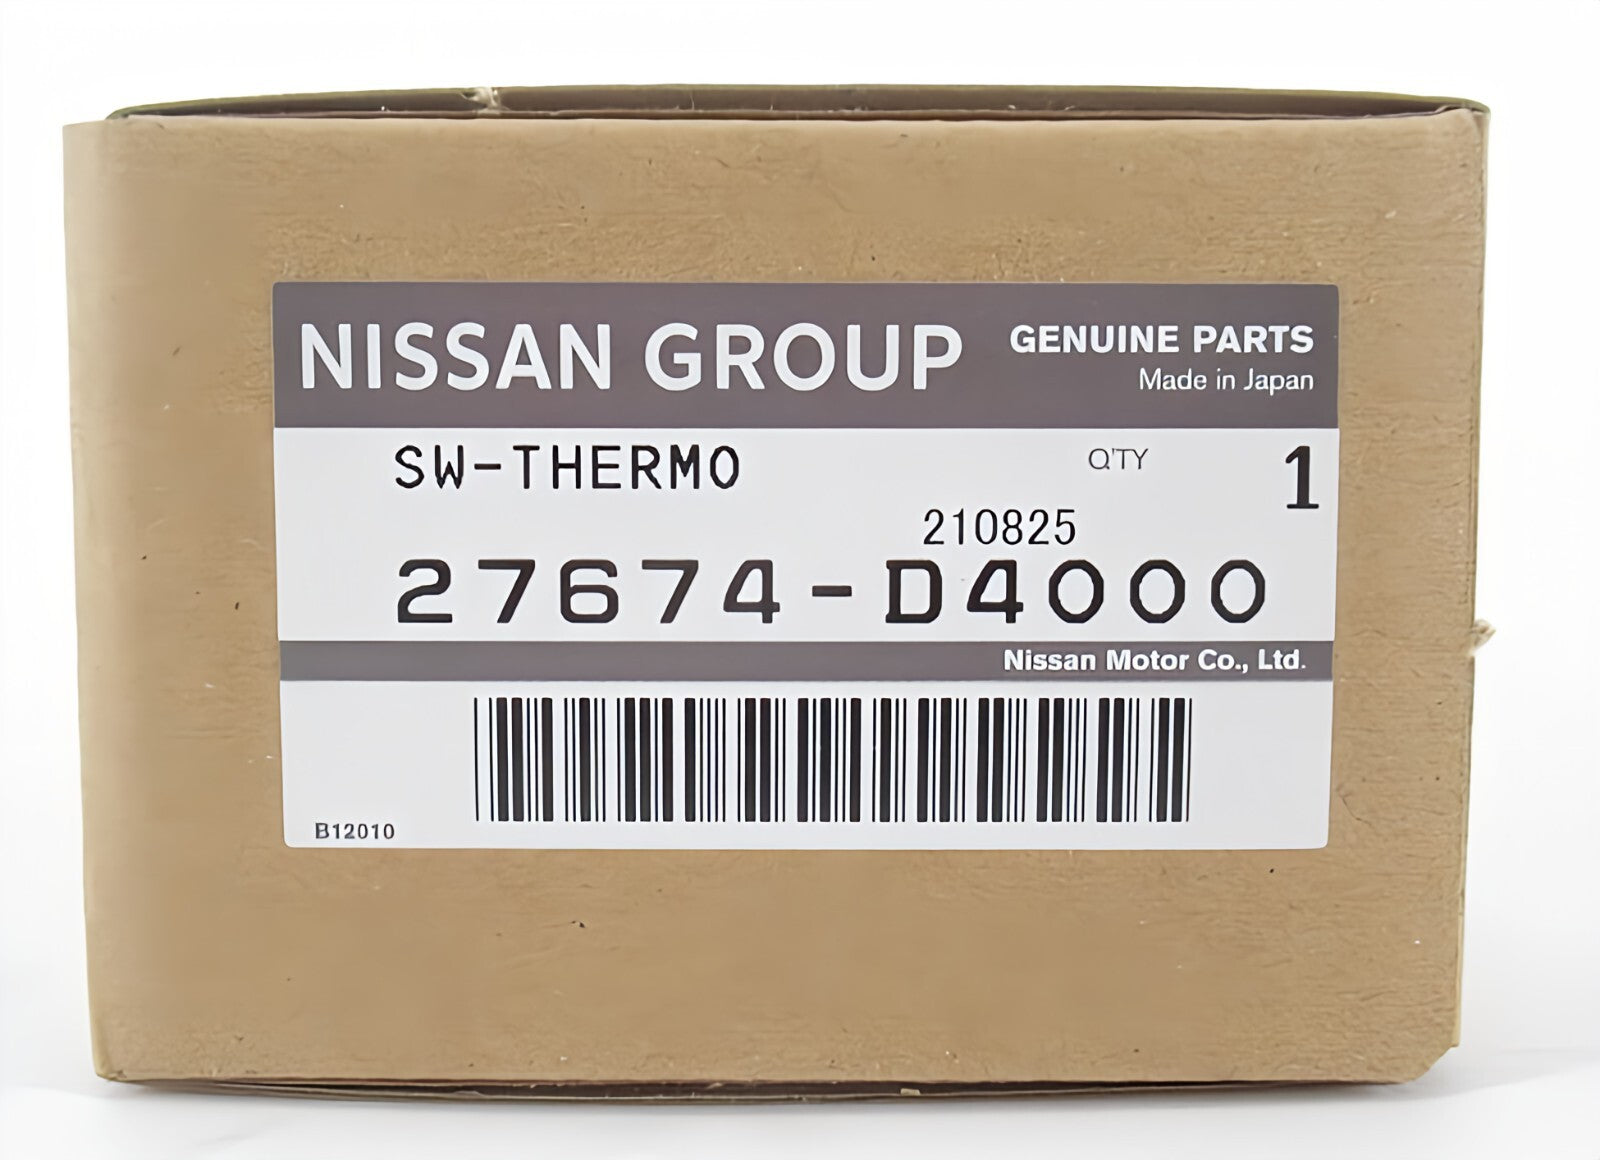 NISSAN GROUP GENUINE PARTS
Made in Japan
SW-THERMO Q'TY 1
210825
27674-D4000
Nissan Motor Co., Ltd.
B12010